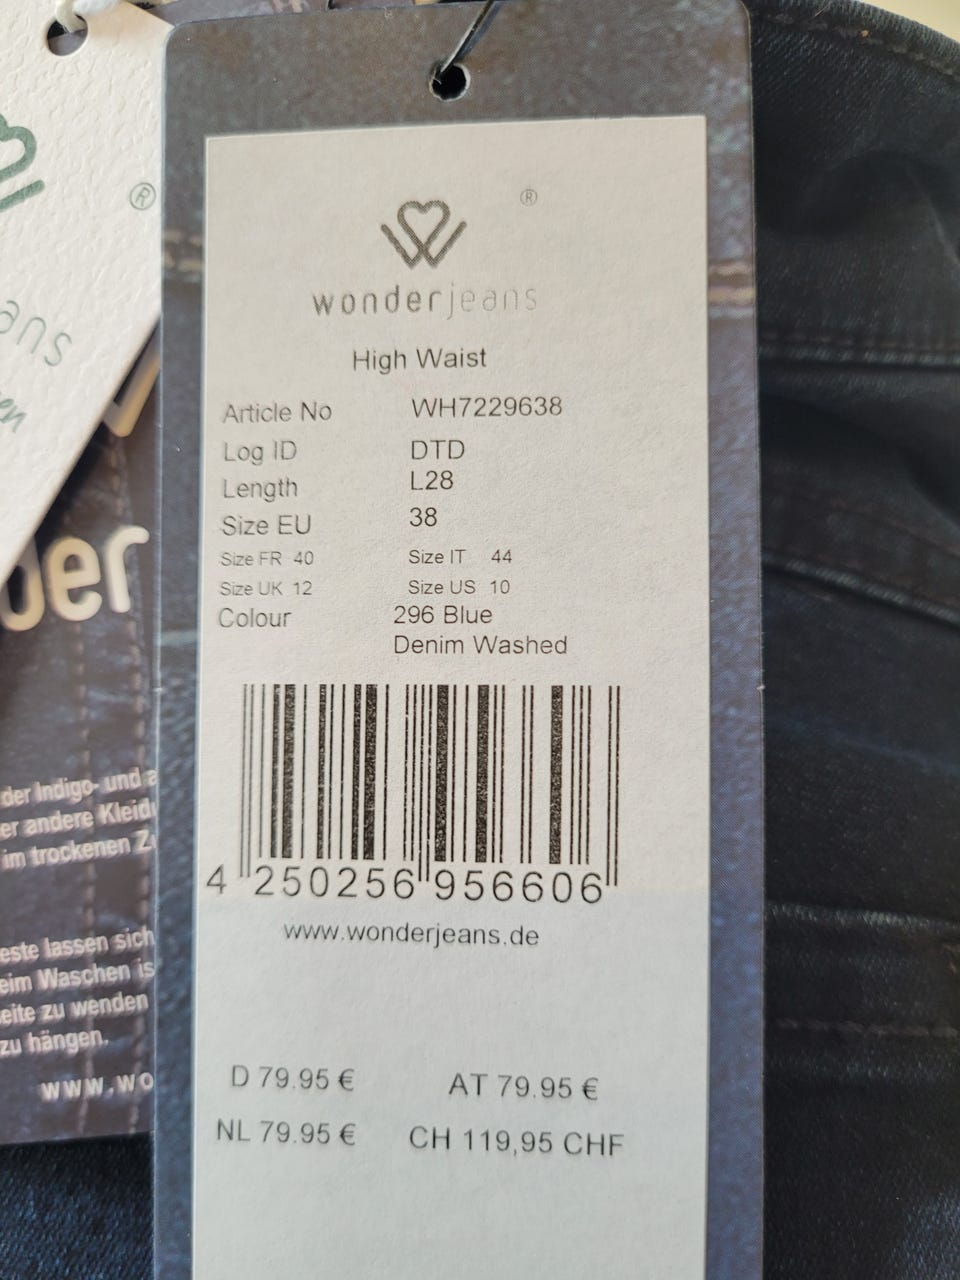 ®
ans
en
der
der Indigo- und a
er andere Kleid
im trockenen Z
este lassen sich
eim Waschen is
eite zu wenden
zu hängen.
www.wo
®
wonderjeans
High Waist
Article No WH7229638
Log ID DTD
Length L28
Size EU 38
Size FR 40 Size IT 44
Size UK 12 Size US 10
Colour 296 Blue
Denim Washed
4 250256 956606
www.wonderjeans.de
D 79.95 € AT 79.95 €
NL 79.95 € CH 119,95 CHF